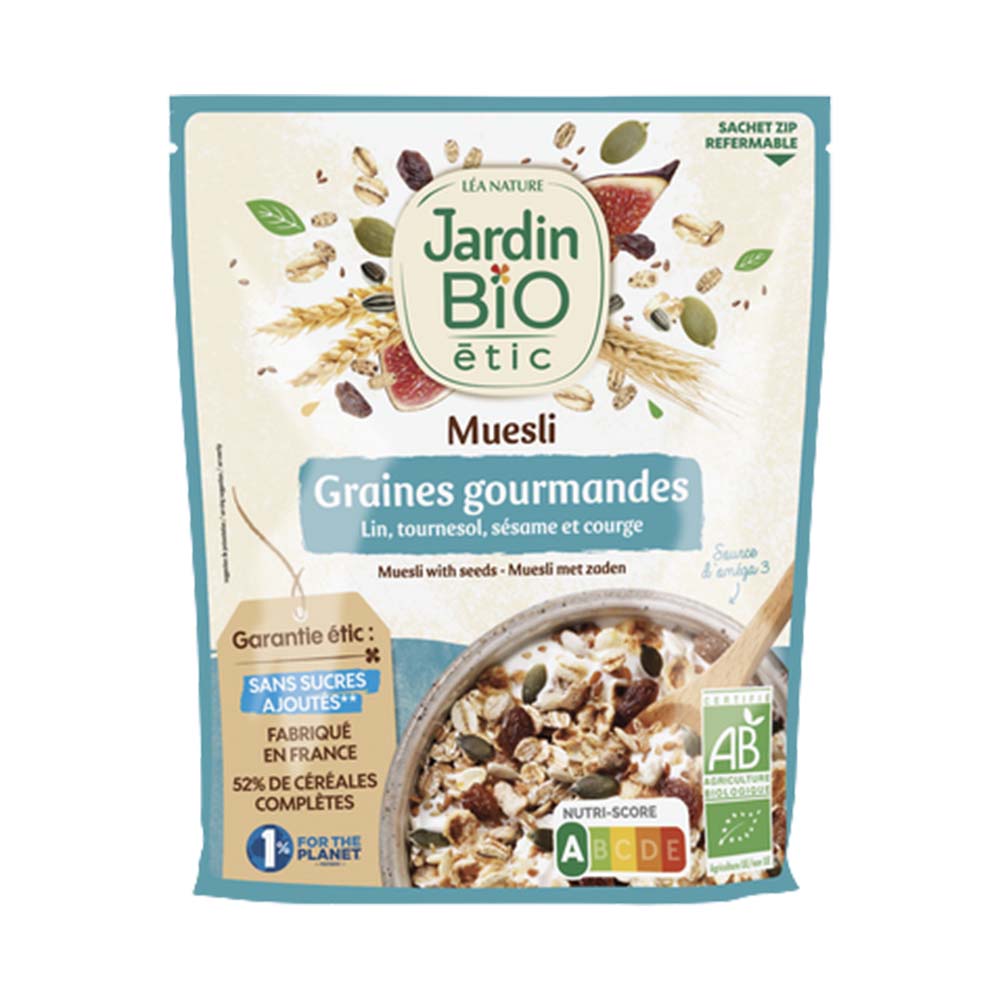 SACHET ZIP
REFERMABLE
LÉA NATURE
Jardin
BiO
ētic
Muesli
Graines gourmandes
Lin, tournesol, sésame et courge
Muesli with seeds - Muesli met zaden
Source
d'oméga 3
Garantie étic :
SANS SUCRES
AJOUTÉS**
FABRIQUÉ
EN FRANCE
52% DE CÉRÉALES
COMPLÈTES
1%
FOR THE
PLANET
NUTRI-SCORE
A B C D E
CERTIFIÉ
AB
AGRICULTURE
BIOLOGIQUE